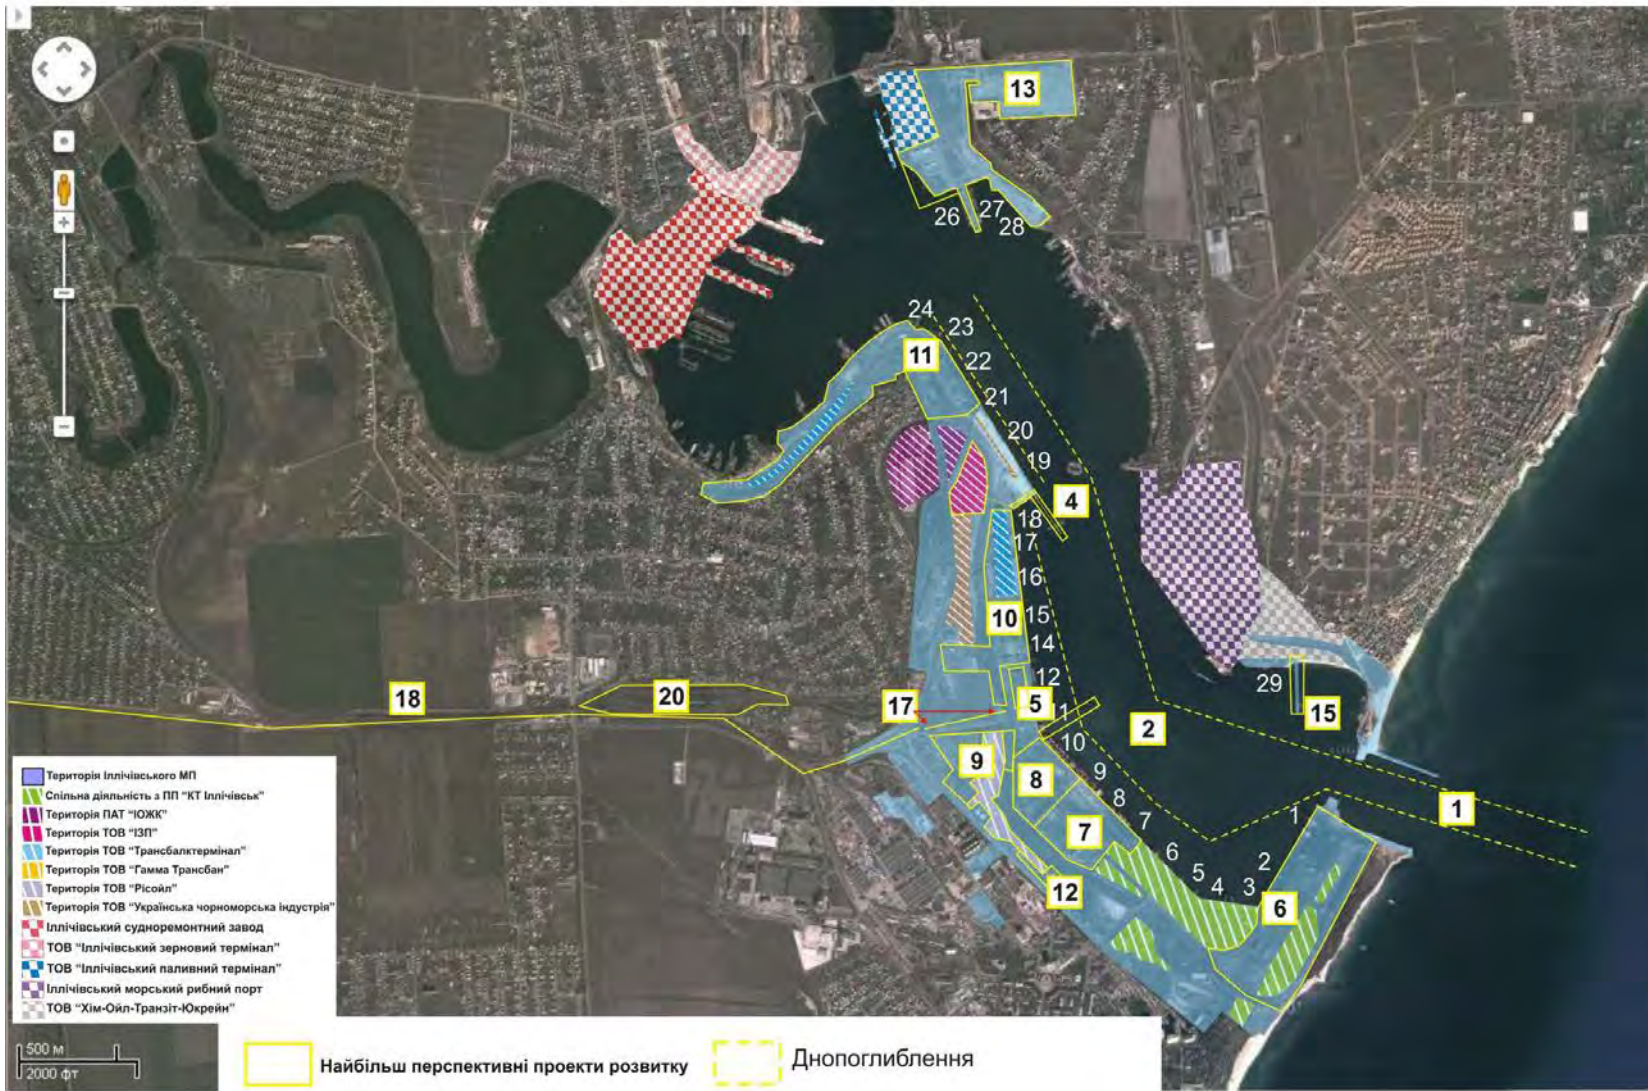 13
26
27
28
24
23
11
22
21
20
19
4
18
17
16
10
15
14
12
29
18
20
17
5
11
2
15
10
9
8
9
8
7
7
1
1
6
5
4
3
2
12
6
Територія Іллічівського МП
Спільна діяльність з ПП “КТ Іллічівськ”
Територія ПАТ “ІОЖК”
Територія ТОВ “ІЗП”
Територія ТОВ “Трансбалктермінал”
Територія ТОВ “Гамма Трансбан”
Територія ТОВ “Рісойл”
Територія ТОВ “Українська чорноморська індустрія”
Іллічівський судноремонтний завод
ТОВ “Іллічівський зерновий термінал”
ТОВ “Іллічівський паливний термінал”
Іллічівський морський рибний порт
ТОВ “Хім-Ойл-Транзіт-Юкрейн”
500 м
2000 фт
Найбільш перспективні проекти розвитку
Днопоглиблення